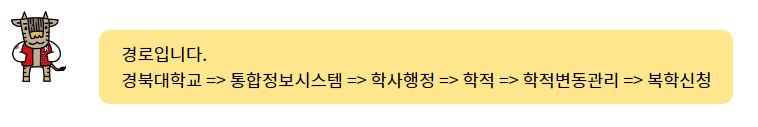 경로입니다.
경북대학교 => 통합정보시스템 => 학사행정 => 학적 => 학적변동관리 => 복학신청